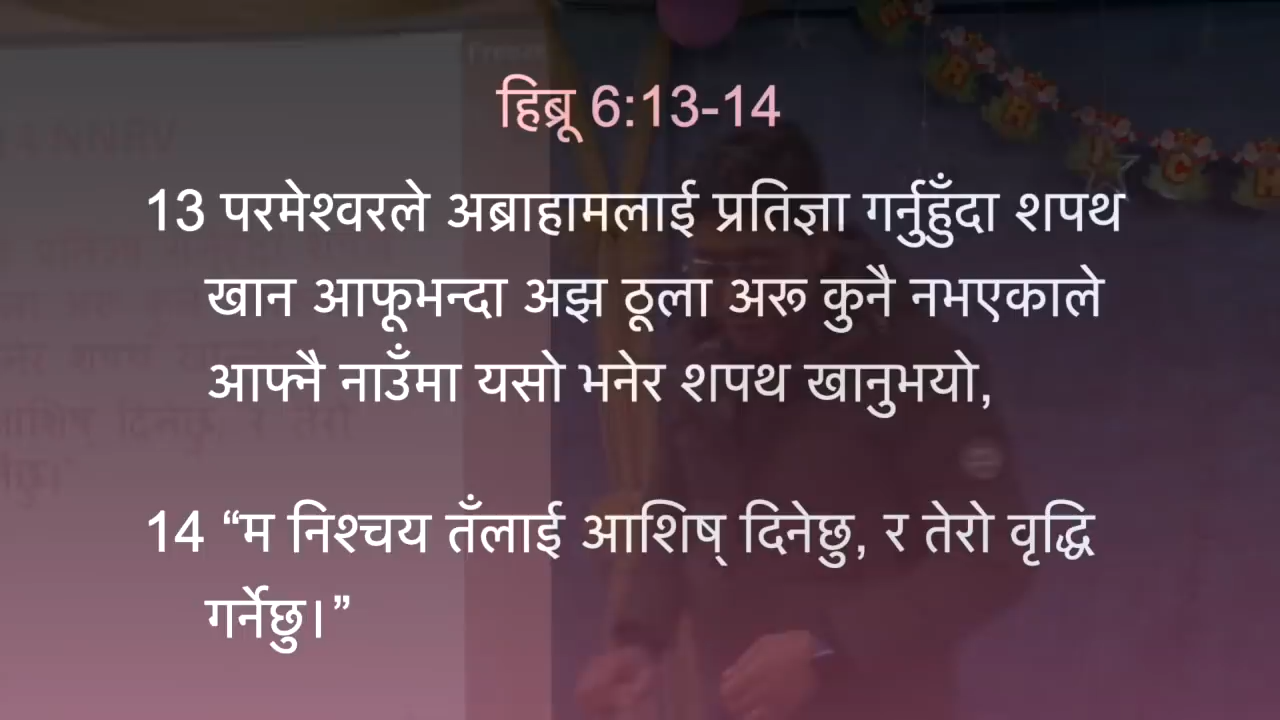 हिब्रू 6:13-14
13 परमेश्वरले अब्राहामलाई प्रतिज्ञा गर्नुहुँदा शपथ
खान आफूभन्दा अझ ठूला अरू कुनै नभएकाले
आफ्नै नाउँमा यसो भनेर शपथ खानुभयो,
14 “म निश्चय तँलाई आशिष् दिनेछु, र तेरो वृद्धि
गर्नेछु।”